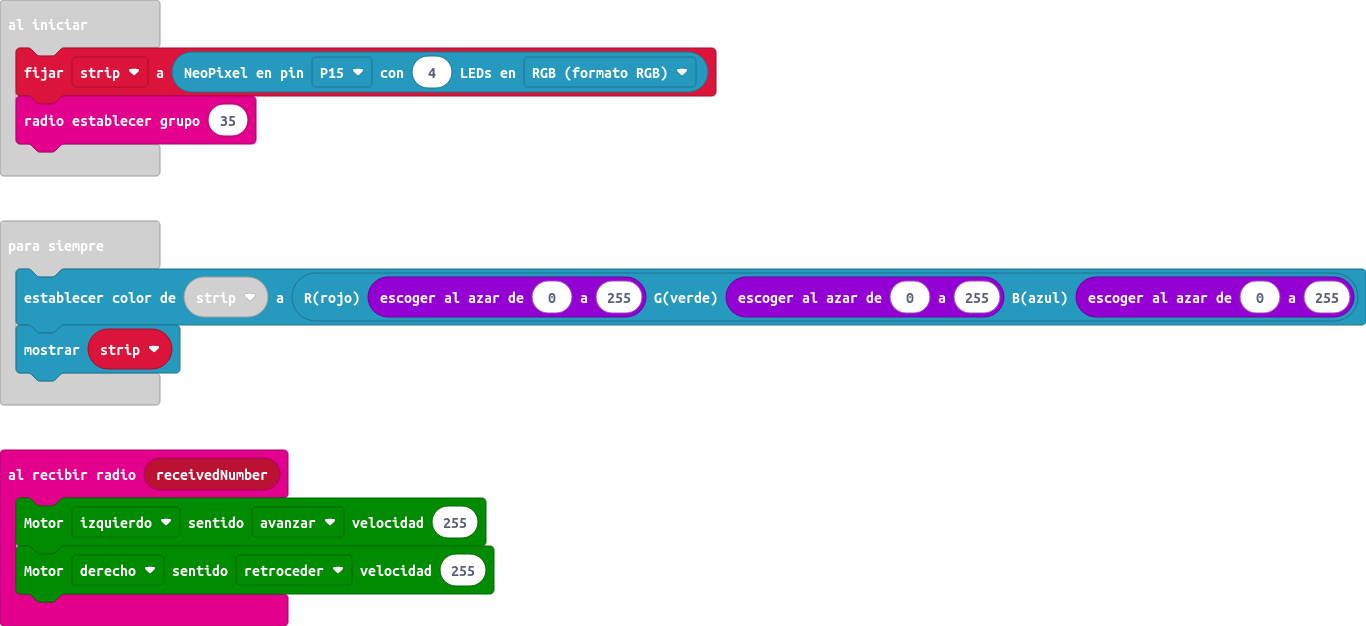 al iniciar
fijar strip a NeoPixel en pin P15 con 4 LEDs en RGB (formato RGB)
radio establecer grupo 35
para siempre
establecer color de strip a R(rojo) escoger al azar de 0 a 255 G(verde) escoger al azar de 0 a 255 B(azul) escoger al azar de 0 a 255
mostrar strip
al recibir radio receivedNumber
Motor izquierdo sentido avanzar velocidad 255
Motor derecho sentido retroceder velocidad 255